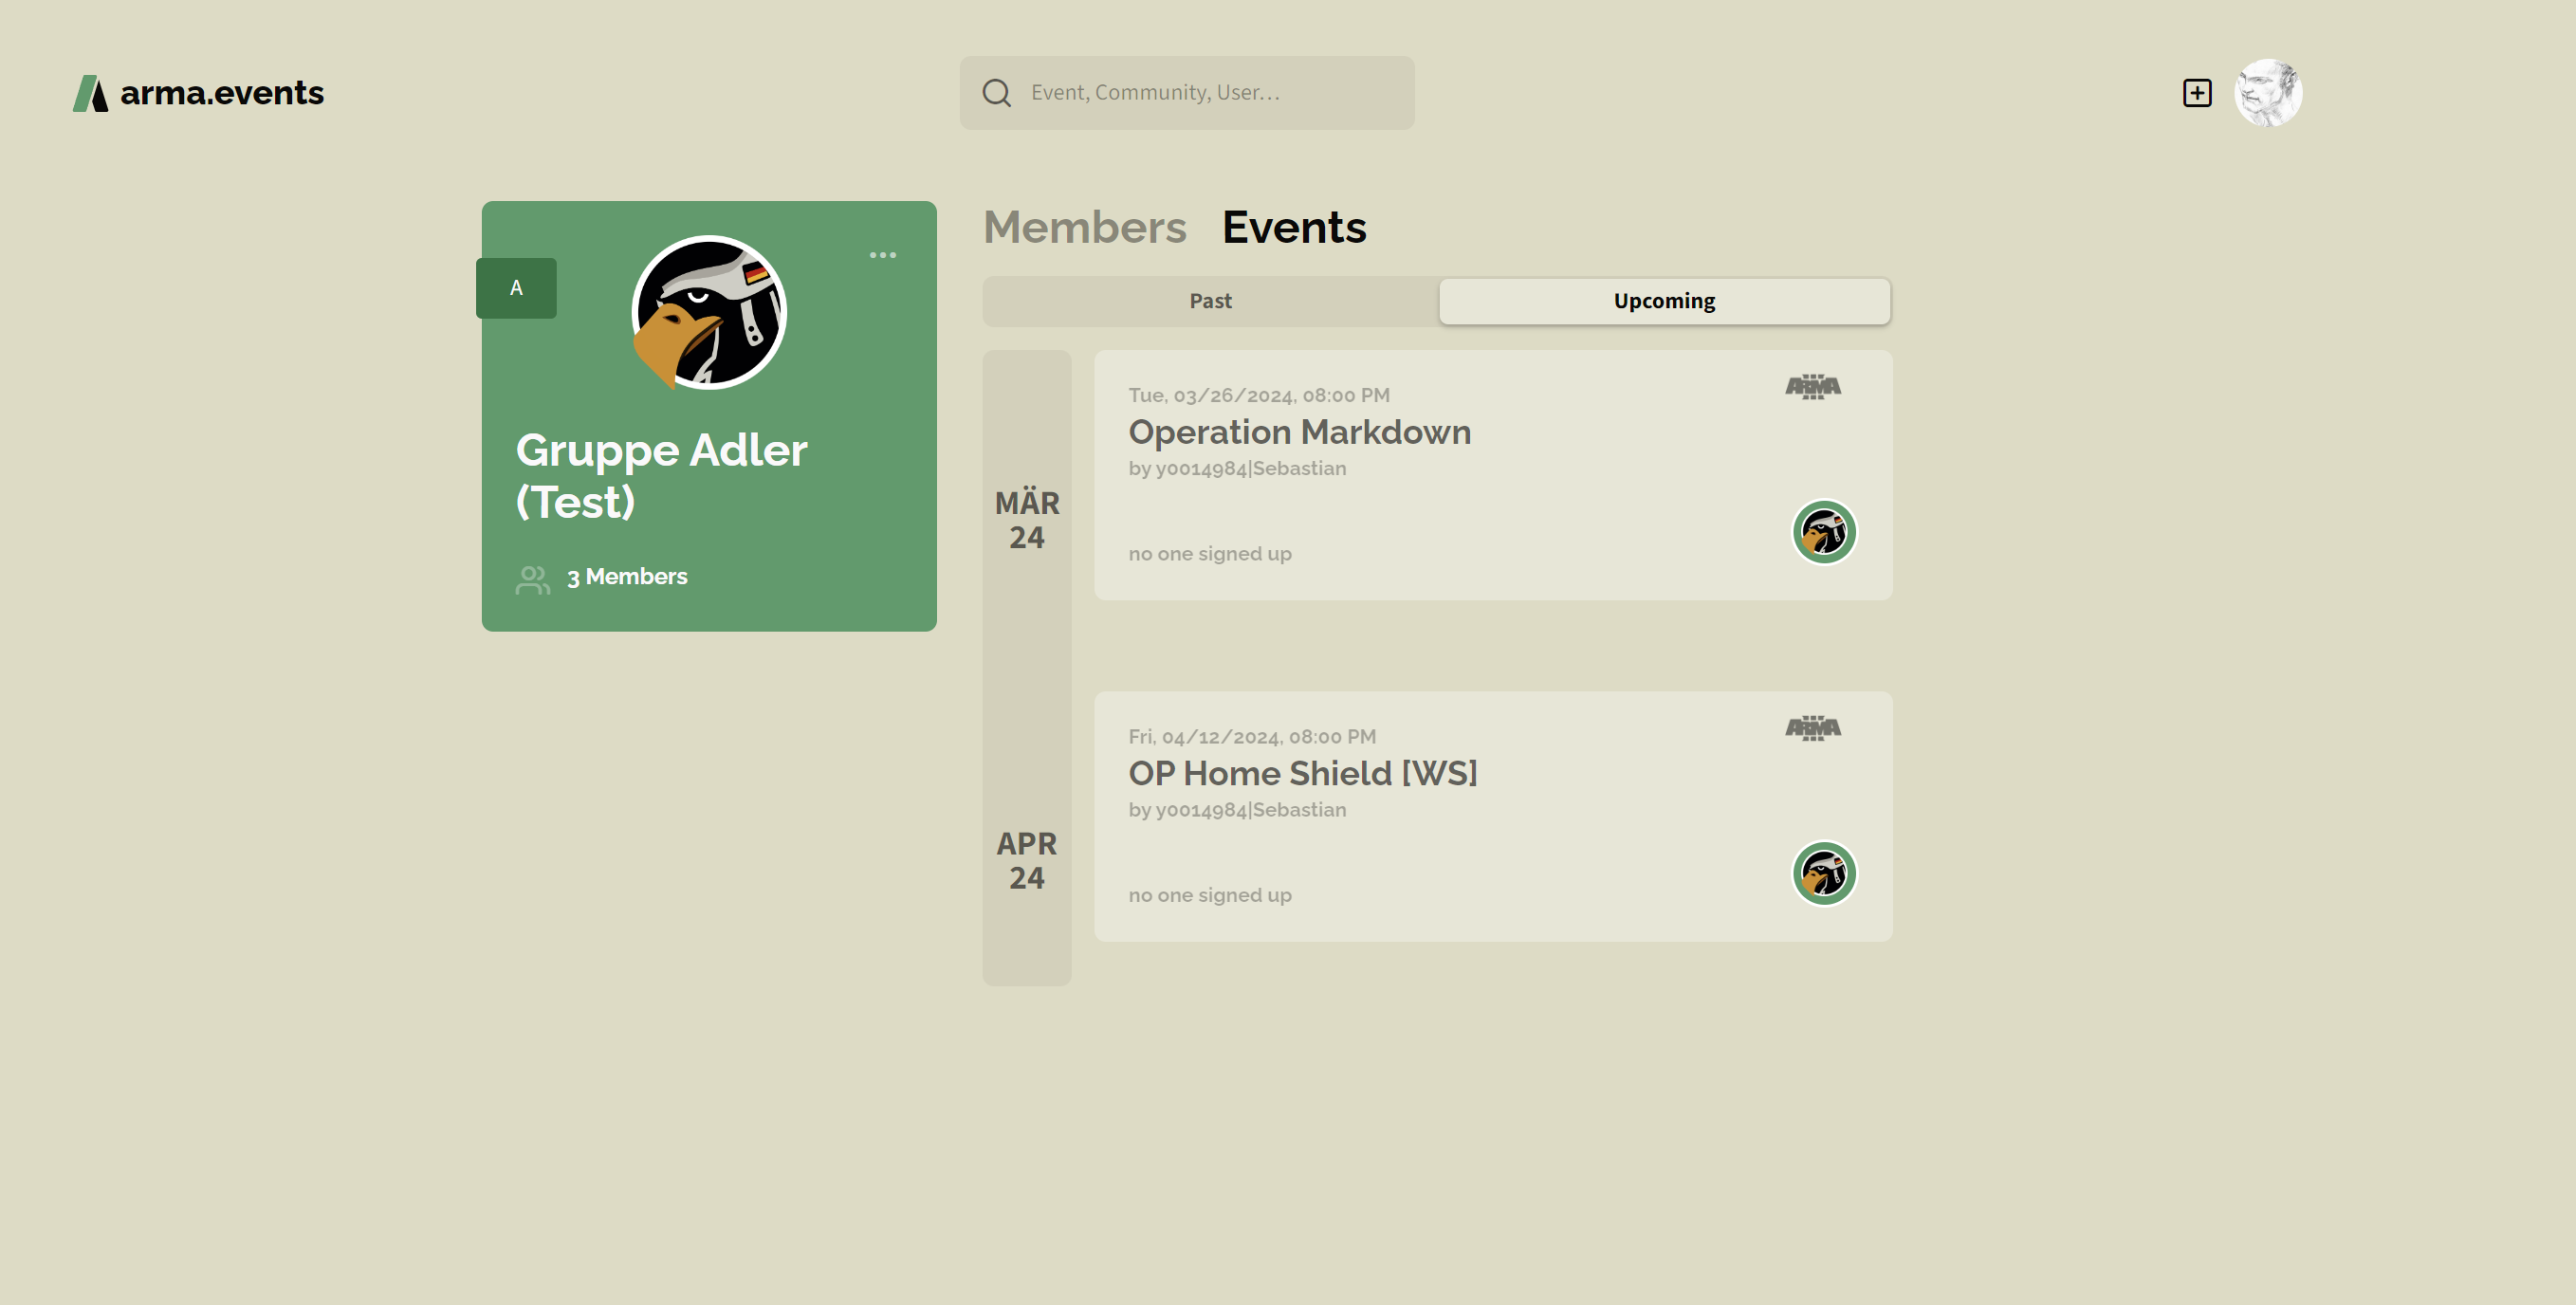 arma.events
Event, Community, User...
A
Gruppe Adler
(Test)
3 Members
Members Events
Past Upcoming
MÄR
24
Tue, 03/26/2024, 08:00 PM
ARMA
Operation Markdown
by y0014984|Sebastian
no one signed up
APR
24
Fri, 04/12/2024, 08:00 PM
ARMA
OP Home Shield [WS]
by y0014984|Sebastian
no one signed up